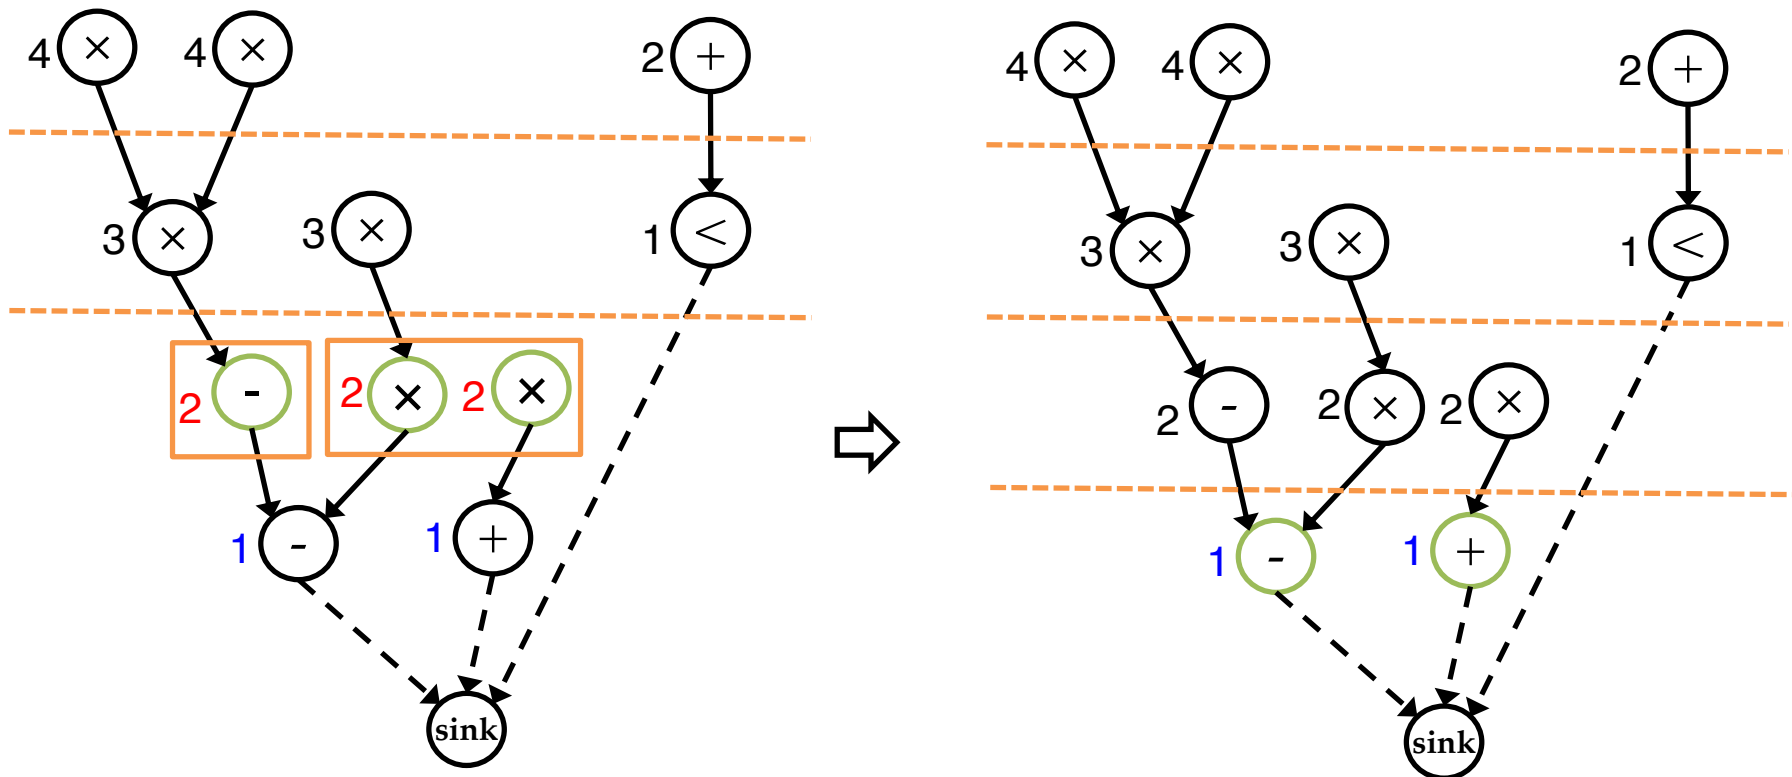 4 × 4 × 2 +
3 × 3 × 1 <
2 - 2 × 2 ×
1 - 1 +
sink
4 × 4 × 2 +
3 × 3 × 1 <
2 - 2 × 2 ×
1 - 1 +
sink